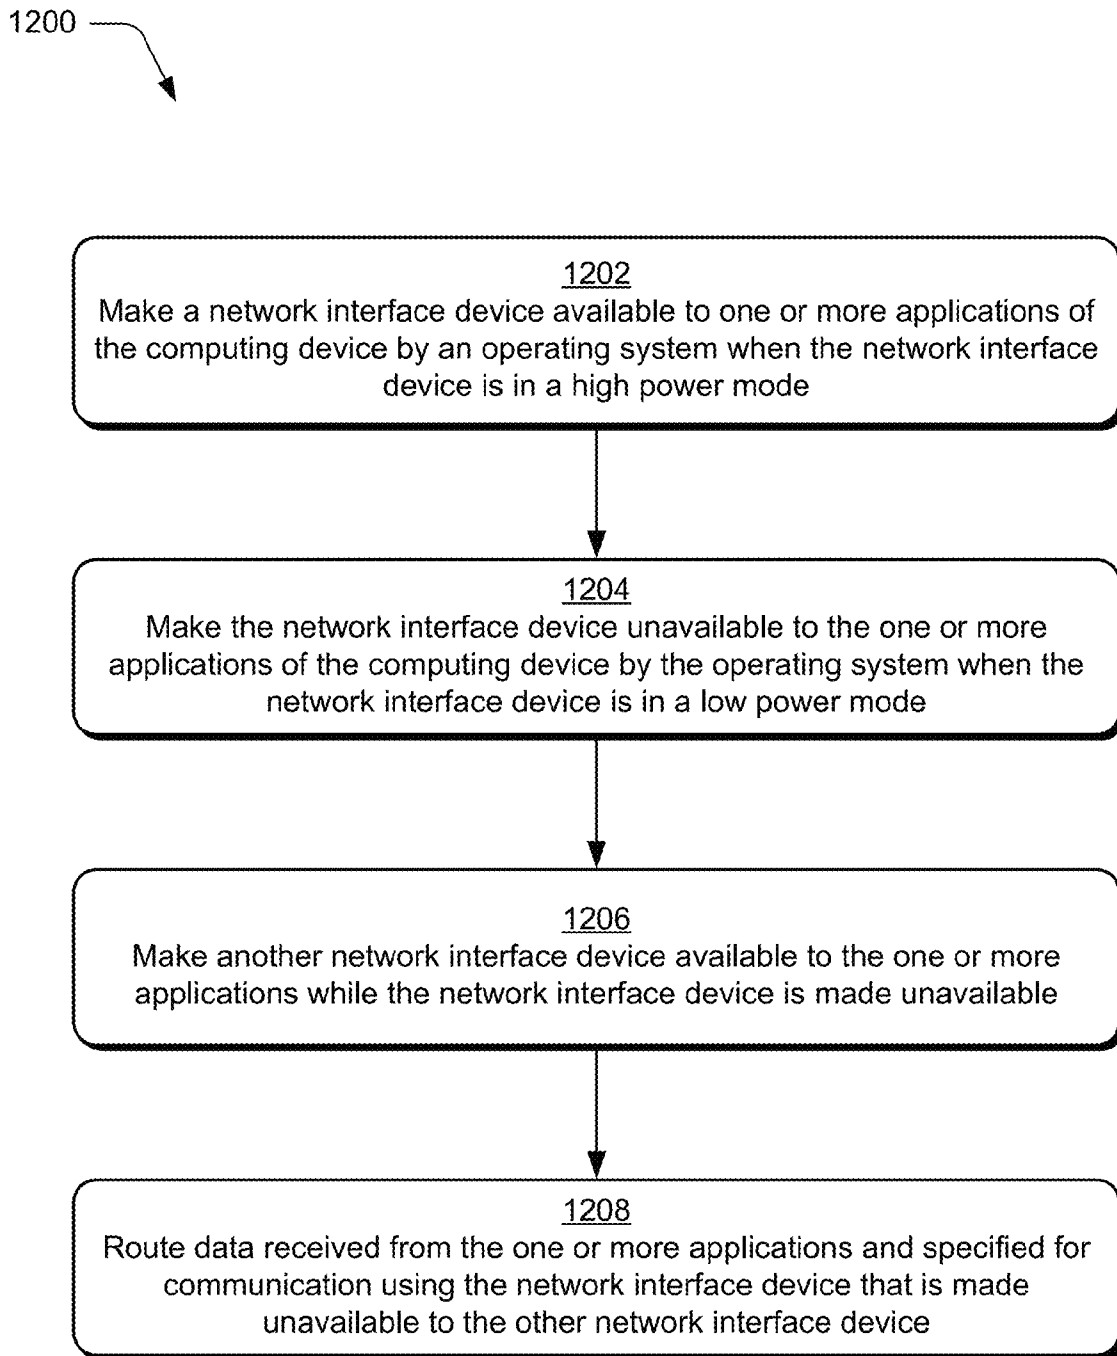 1200
1202
Make a network interface device available to one or more applications of
the computing device by an operating system when the network interface
device is in a high power mode
1204
Make the network interface device unavailable to the one or more
applications of the computing device by the operating system when the
network interface device is in a low power mode
1206
Make another network interface device available to the one or more
applications while the network interface device is made unavailable
1208
Route data received from the one or more applications and specified for
communication using the network interface device that is made
unavailable to the other network interface device